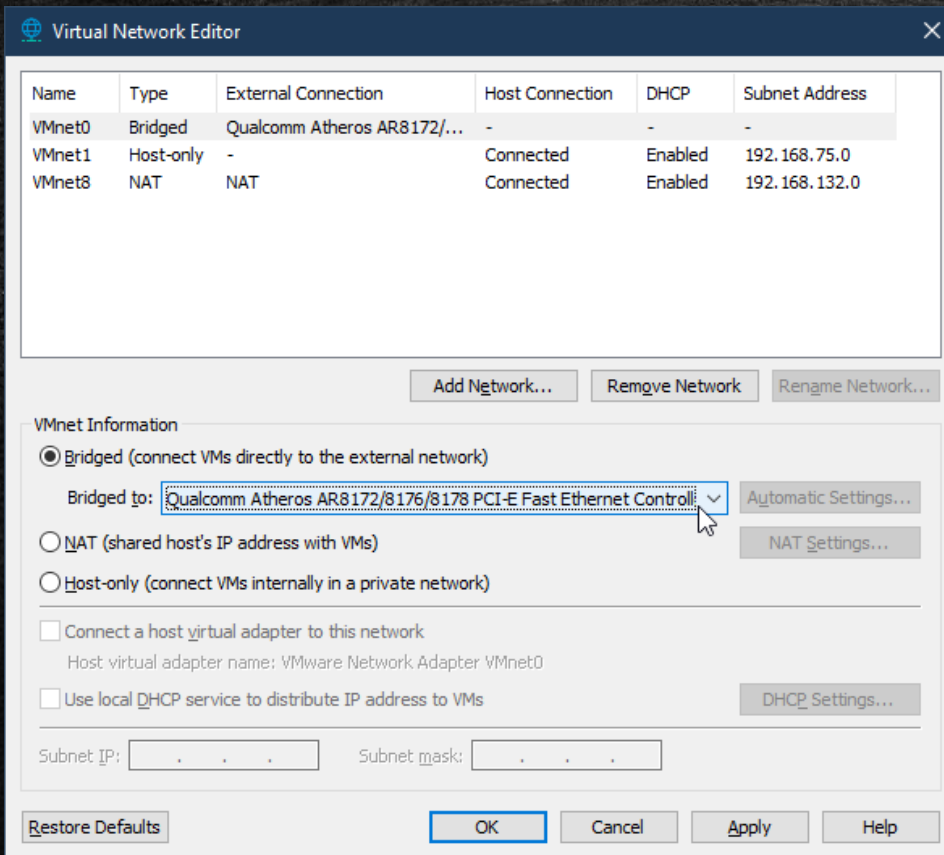 Virtual Network Editor
Name Type External Connection Host Connection DHCP Subnet Address
VMnet0 Bridged Qualcomm Atheros AR8172/... - - -
VMnet1 Host-only - Connected Enabled 192.168.75.0
VMnet8 NAT NAT Connected Enabled 192.168.132.0
Add Network... Remove Network Rename Network...
VMnet Information
Bridged (connect VMs directly to the external network)
Bridged to: Qualcomm Atheros AR8172/8176/8178 PCI-E Fast Ethernet Controll Automatic Settings...
NAT (shared host's IP address with VMs) NAT Settings...
Host-only (connect VMs internally in a private network)
Connect a host virtual adapter to this network
Host virtual adapter name: VMware Network Adapter VMnet0
Use local DHCP service to distribute IP address to VMs DHCP Settings...
Subnet IP: . . . Subnet mask: . . .
Restore Defaults OK Cancel Apply Help